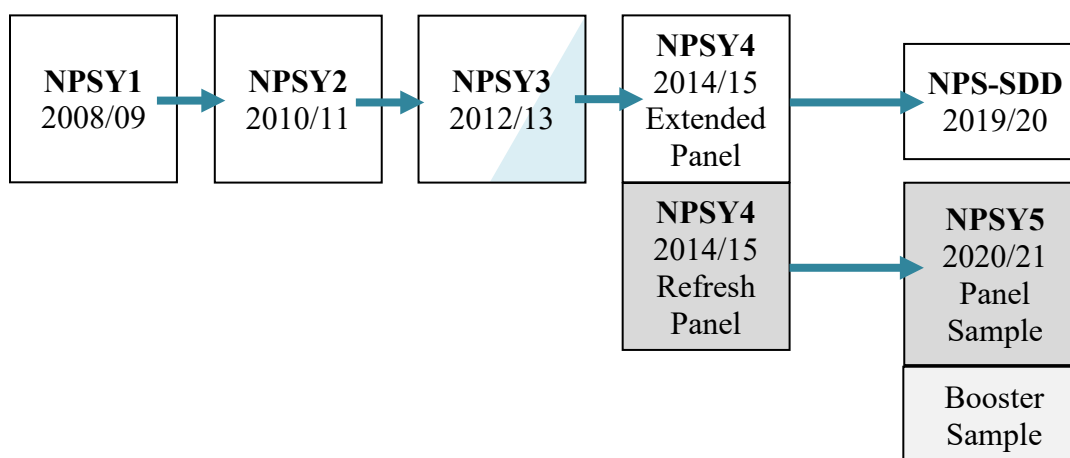 NPSY1
2008/09
NPSY2
2010/11
NPSY3
2012/13
NPSY4
2014/15
Extended
Panel
NPS-SDD
2019/20
NPSY4
2014/15
Refresh
Panel
NPSY5
2020/21
Panel
Sample
Booster
Sample